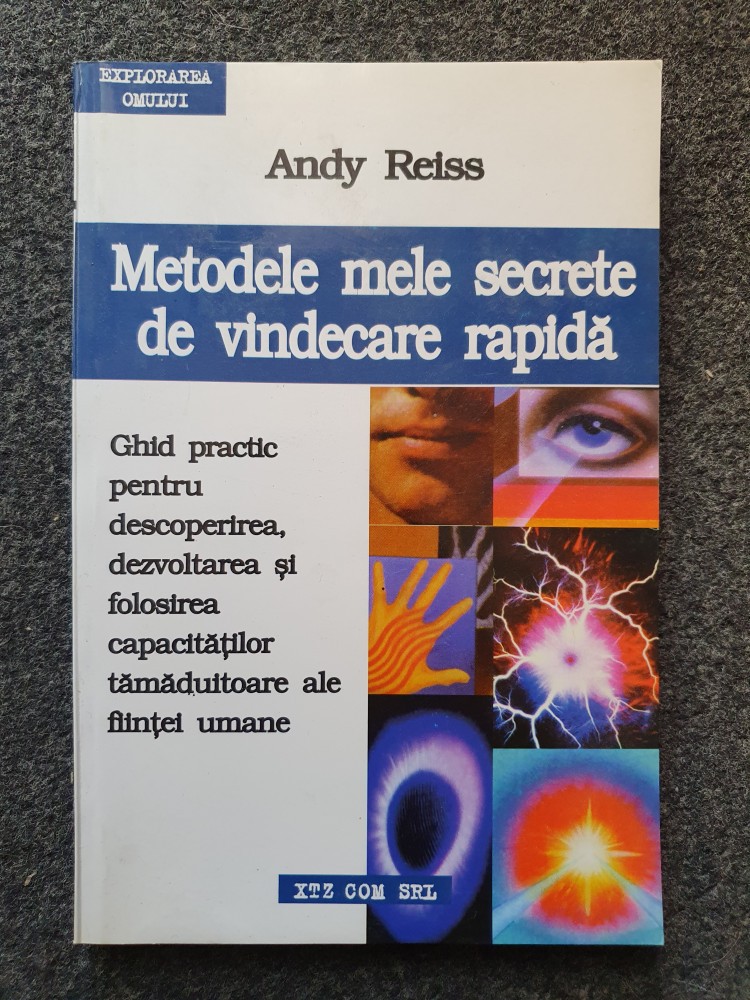 EXPLORAREA
OMULUI
Andy Reiss
Metodele mele secrete
de vindecare rapidă
Ghid practic
pentru
descoperirea,
dezvoltarea și
folosirea
capacităților
tămăduitoare ale
ființei umane
XTZ COM SRL